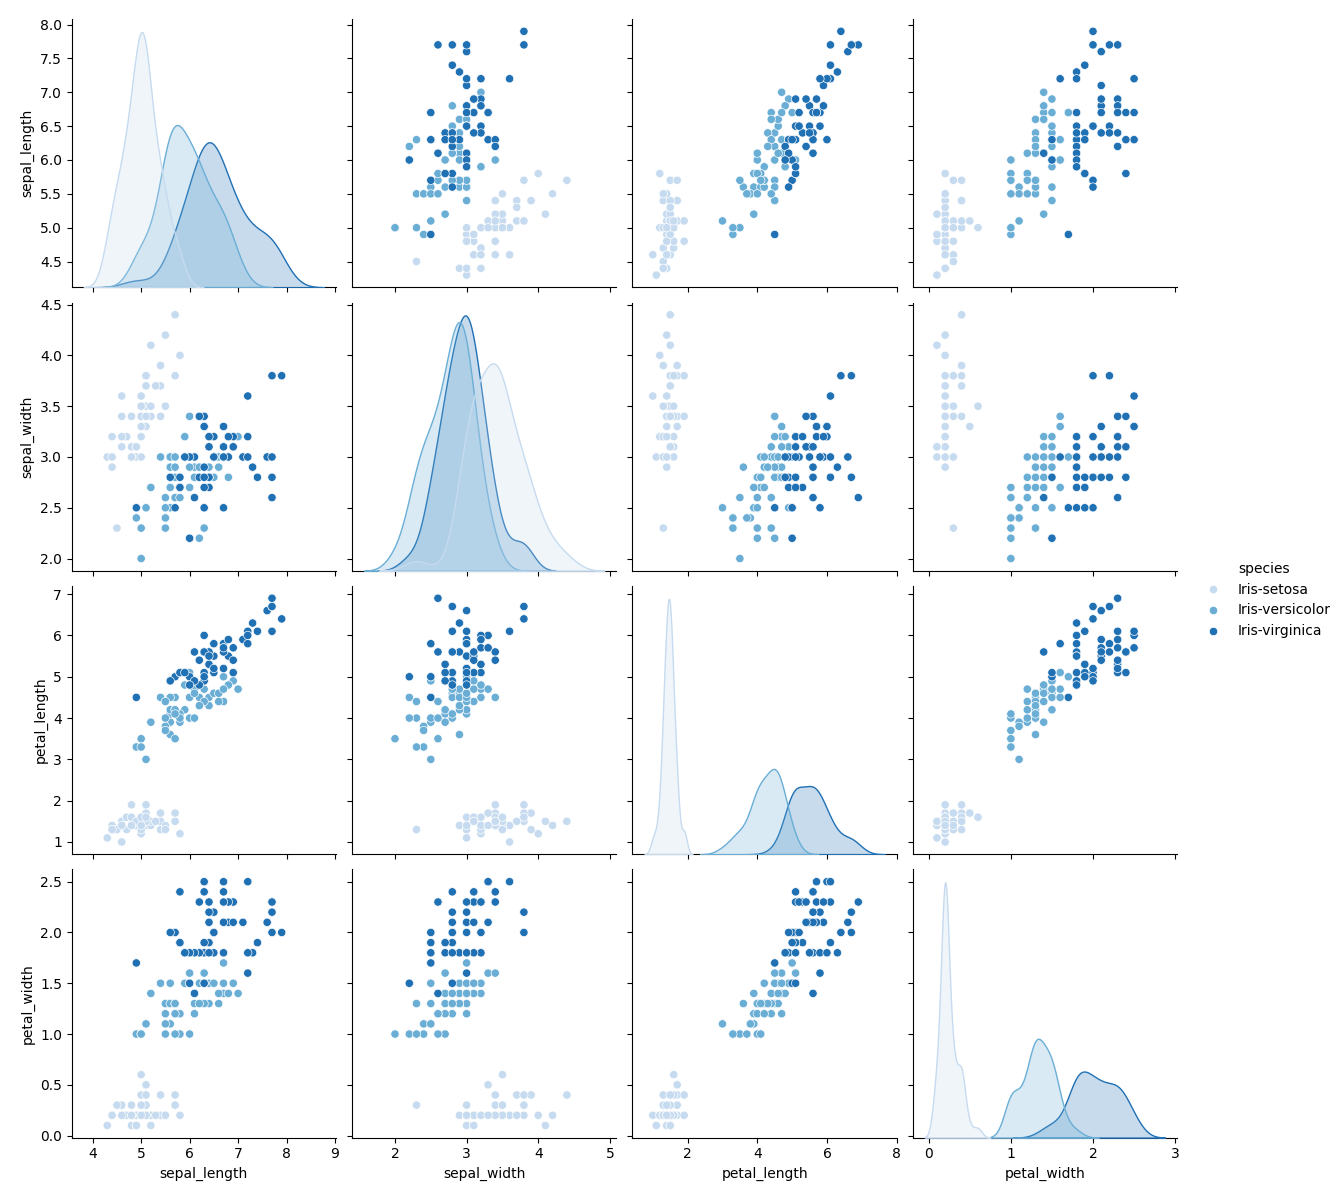 8.0
7.5
7.0
6.5
6.0
5.5
5.0
4.5
sepal_length
4.5
4.0
3.5
3.0
2.5
2.0
sepal_width
7
6
5
4
3
2
1
petal_length
species
Iris-setosa
Iris-versicolor
Iris-virginica
2.5
2.0
1.5
1.0
0.5
0.0
petal_width
4 5 6 7 8 9
sepal_length
2 3 4 5
sepal_width
2 4 6 8
petal_length
0 1 2 3
petal_width